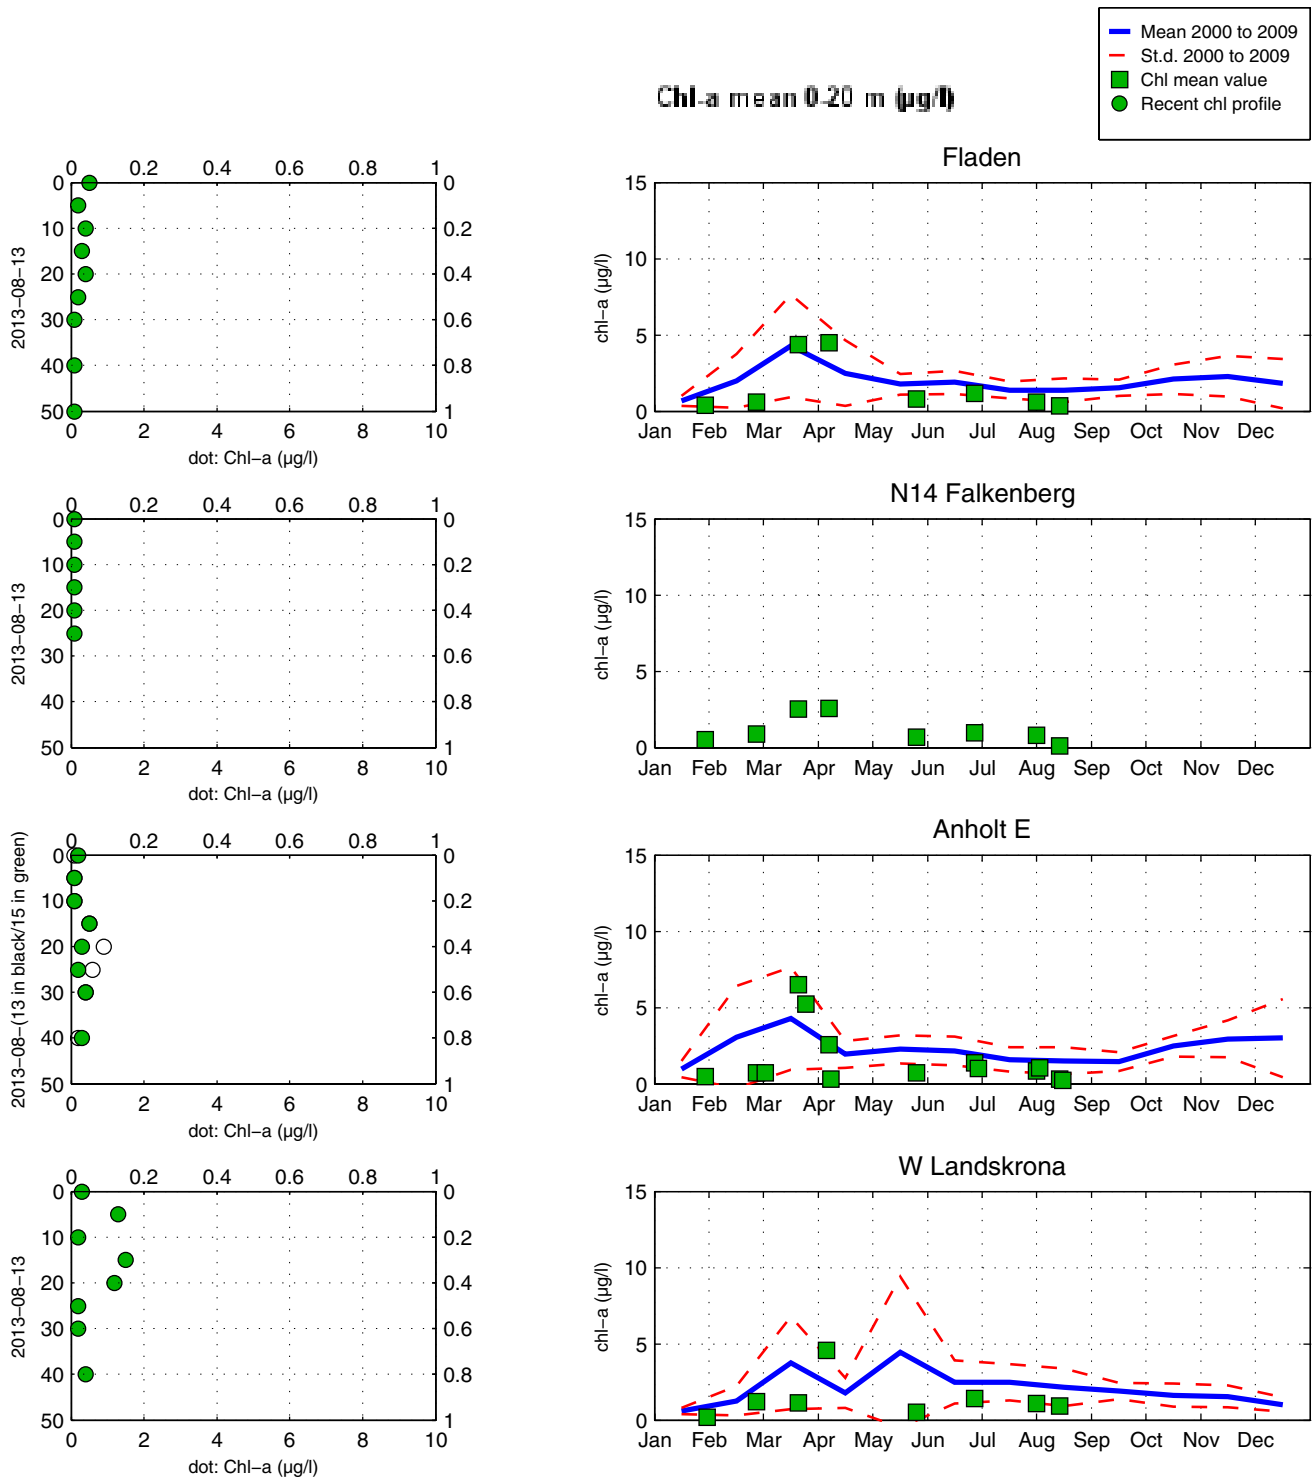 Mean 2000 to 2009
St.d. 2000 to 2009
Chl mean value
Recent chl profile
Chl-a mean 0-20 m (µg/l)
0 0.2 0.4 0.6 0.8 1
0 10 20 30 40 50
0 0.2 0.4 0.6 0.8 1
0 2 4 6 8 10
2013−08−13
dot: Chl−a (µg/l)
Fladen
15
10
5
0
chl−a (µg/l)
Jan Feb Mar Apr May Jun Jul Aug Sep Oct Nov Dec
0 0.2 0.4 0.6 0.8 1
0 10 20 30 40 50
0 0.2 0.4 0.6 0.8 1
0 2 4 6 8 10
2013−08−13
dot: Chl−a (µg/l)
N14 Falkenberg
15
10
5
0
chl−a (µg/l)
Jan Feb Mar Apr May Jun Jul Aug Sep Oct Nov Dec
0 0.2 0.4 0.6 0.8 1
0 10 20 30 40 50
0 0.2 0.4 0.6 0.8 1
0 2 4 6 8 10
2013−08−(13 in black/15 in green)
dot: Chl−a (µg/l)
Anholt E
15
10
5
0
chl−a (µg/l)
Jan Feb Mar Apr May Jun Jul Aug Sep Oct Nov Dec
0 0.2 0.4 0.6 0.8 1
0 10 20 30 40 50
0 0.2 0.4 0.6 0.8 1
0 2 4 6 8 10
2013−08−13
dot: Chl−a (µg/l)
W Landskrona
15
10
5
0
chl−a (µg/l)
Jan Feb Mar Apr May Jun Jul Aug Sep Oct Nov Dec